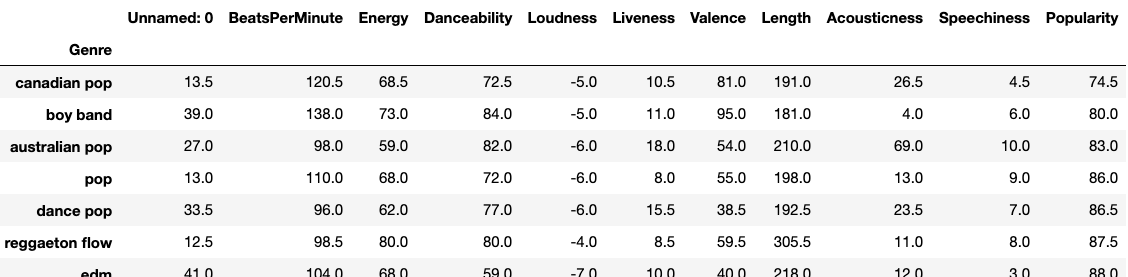 Unnamed: 0 BeatsPerMinute Energy Danceability Loudness Liveness Valence Length Acousticness Speechiness Popularity
Genre
canadian pop 13.5 120.5 68.5 72.5 -5.0 10.5 81.0 191.0 26.5 4.5 74.5
boy band 39.0 138.0 73.0 84.0 -5.0 11.0 95.0 181.0 4.0 6.0 80.0
australian pop 27.0 98.0 59.0 82.0 -6.0 18.0 54.0 210.0 69.0 10.0 83.0
pop 13.0 110.0 68.0 72.0 -6.0 8.0 55.0 198.0 13.0 9.0 86.0
dance pop 33.5 96.0 62.0 77.0 -6.0 15.5 38.5 192.5 23.5 7.0 86.5
reggaeton flow 12.5 98.5 80.0 80.0 -4.0 8.5 59.5 305.5 11.0 8.0 87.5
edm 41.0 104.0 68.0 59.0 -7.0 10.0 40.0 218.0 12.0 3.0 88.0